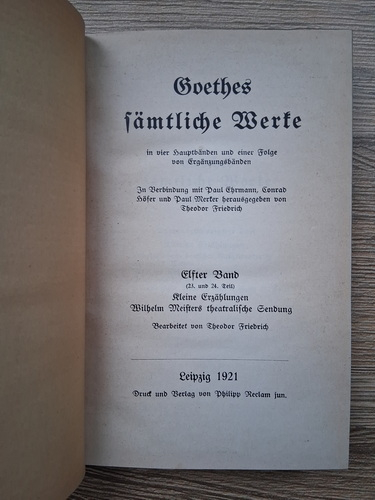 Goethes
sämtliche Werke
in vier Hauptbänden und einer Folge
von Ergänzungsbänden
In Verbindung mit Paul Ehrmann, Conrad
Höfer und Paul Merker herausgegeben von
Theodor Friedrich
Elfter Band
(23. und 24. Teil)
Kleine Erzählungen
Wilhelm Meisters theatralische Sendung
Bearbeitet von Theodor Friedrich
Leipzig 1921
Druck und Verlag von Philipp Reclam jun.